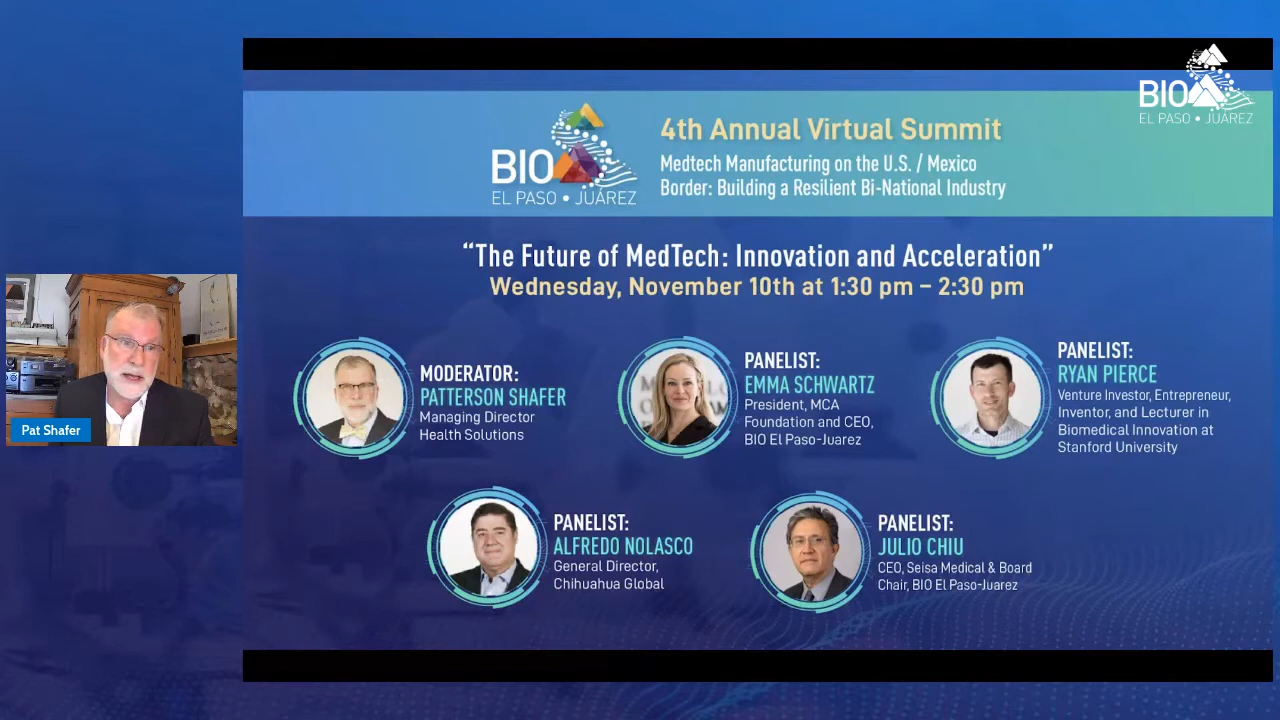 BIO
EL PASO • JUÁREZ
4th Annual Virtual Summit
Medtech Manufacturing on the U.S. / Mexico
Border: Building a Resilient Bi-National Industry
BIO
EL PASO • JUÁREZ
“The Future of MedTech: Innovation and Acceleration”
Wednesday, November 10th at 1:30 pm – 2:30 pm
MODERATOR:
PATTERSON SHAFER
Managing Director
Health Solutions
PANELIST:
EMMA SCHWARTZ
President, MCA
Foundation and CEO,
BIO El Paso-Juarez
PANELIST:
RYAN PIERCE
Venture Investor, Entrepreneur,
Inventor, and Lecturer in
Biomedical Innovation at
Stanford University
Pat Shafer
PANELIST:
ALFREDO NOLASCO
General Director,
Chihuahua Global
PANELIST:
JULIO CHIU
CEO, Seisa Medical & Board
Chair, BIO El Paso-Juarez